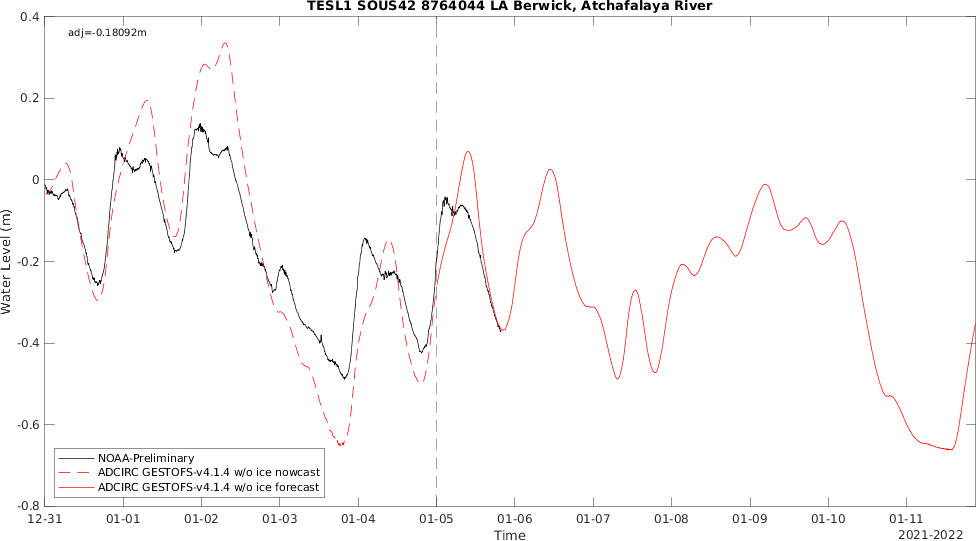 TESL1 SOUS42 8764044 LA Berwick, Atchafalaya River
adj=-0.18092m
0.4
0.2
0
-0.2
-0.4
-0.6
-0.8
Water Level (m)
NOAA-Preliminary
ADCIRC GESTOFS-v4.1.4 w/o ice nowcast
ADCIRC GESTOFS-v4.1.4 w/o ice forecast
12-31 01-01 01-02 01-03 01-04 01-05 01-06 01-07 01-08 01-09 01-10 01-11
Time
2021-2022